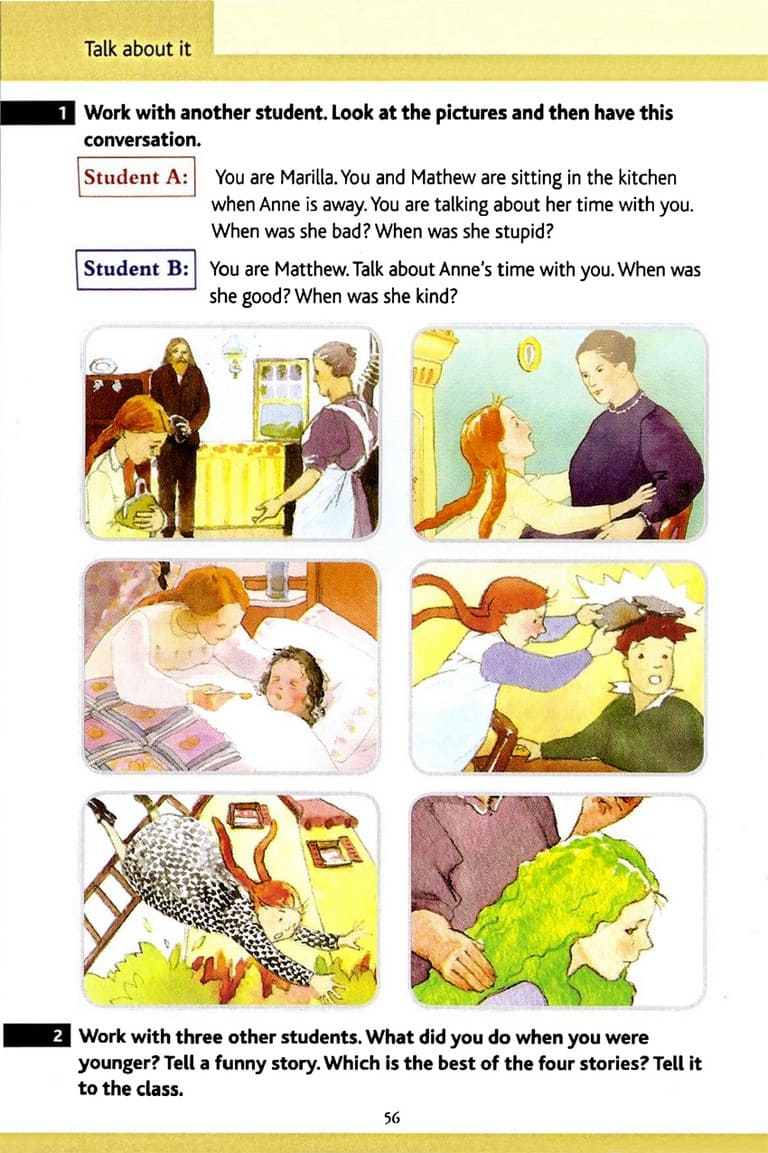 Talk about it
1 Work with another student. Look at the pictures and then have this
conversation.
Student A: You are Marilla. You and Mathew are sitting in the kitchen
when Anne is away. You are talking about her time with you.
When was she bad? When was she stupid?
Student B: You are Matthew. Talk about Anne's time with you. When was
she good? When was she kind?
2 Work with three other students. What did you do when you were
younger? Tell a funny story. Which is the best of the four stories? Tell it
to the class.
56